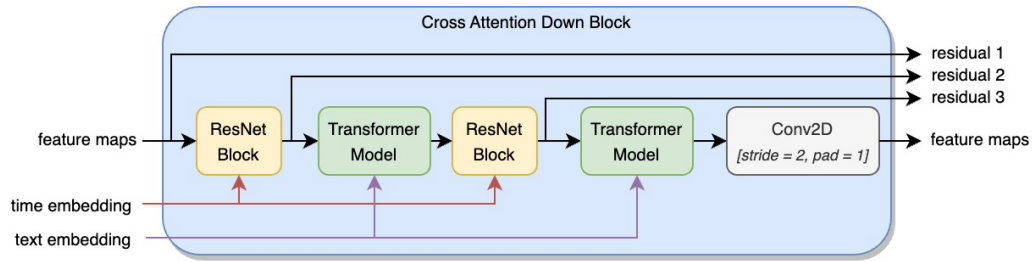 Cross Attention Down Block
residual 1
residual 2
residual 3
feature maps
ResNet
Block
Transformer
Model
ResNet
Block
Transformer
Model
Conv2D
[stride = 2, pad = 1]
feature maps
time embedding
text embedding